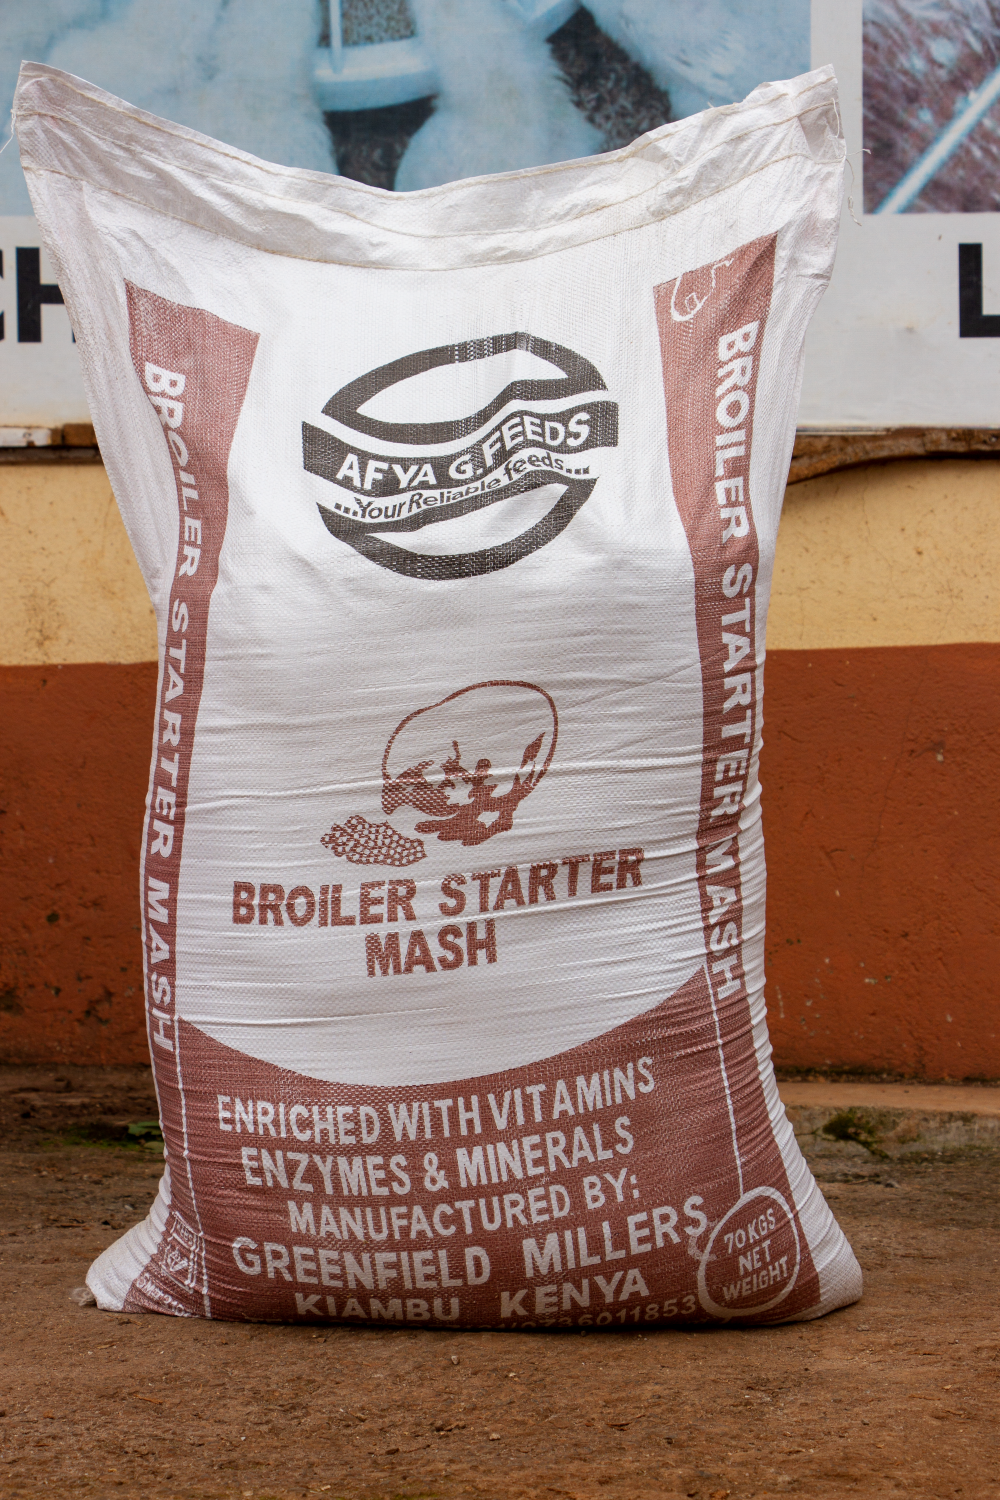 CH
L
AFYA G. FEEDS
...Your Reliable feeds...
BROILER STARTER MASH
BROILER STARTER MASH
BROILER STARTER
MASH
ENRICHED WITH VITAMINS
ENZYMES & MINERALS
MANUFACTURED BY:
GREENFIELD MILLERS
KIAMBU KENYA
70KGS
NET
WEIGHT